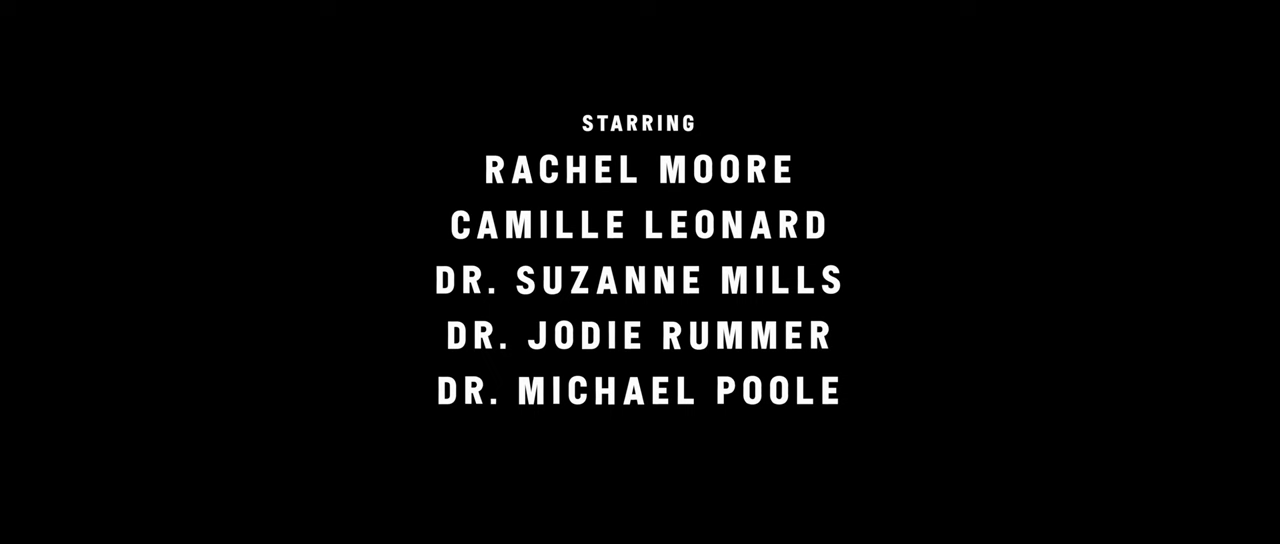 STARRING
RACHEL MOORE
CAMILLE LEONARD
DR. SUZANNE MILLS
DR. JODIE RUMMER
DR. MICHAEL POOLE